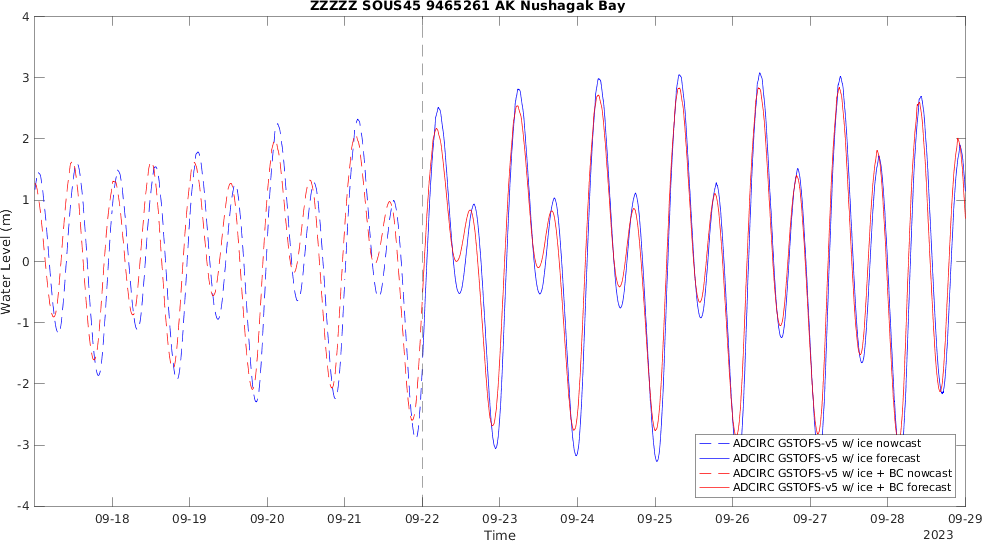 ZZZZZ SOUS45 9465261 AK Nushagak Bay
4
3
2
1
0
-1
-2
-3
-4
Water Level (m)
ADCIRC GSTOFS-v5 w/ ice nowcast
ADCIRC GSTOFS-v5 w/ ice forecast
ADCIRC GSTOFS-v5 w/ ice + BC nowcast
ADCIRC GSTOFS-v5 w/ ice + BC forecast
09-18 09-19 09-20 09-21 09-22 09-23 09-24 09-25 09-26 09-27 09-28 09-29
Time 2023